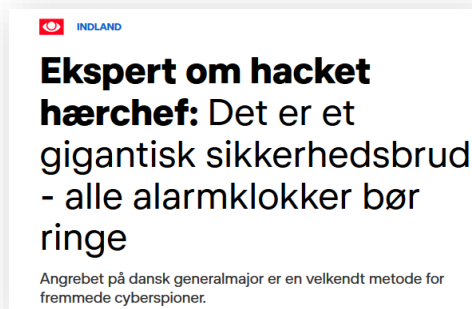 INDLAND
Ekspert om hacket
hærchef: Det er et
gigantisk sikkerhedsbrud
- alle alarmklokker bør
ringe
Angrebet på dansk generalmajor er en velkendt metode for
fremmede cyberspioner.